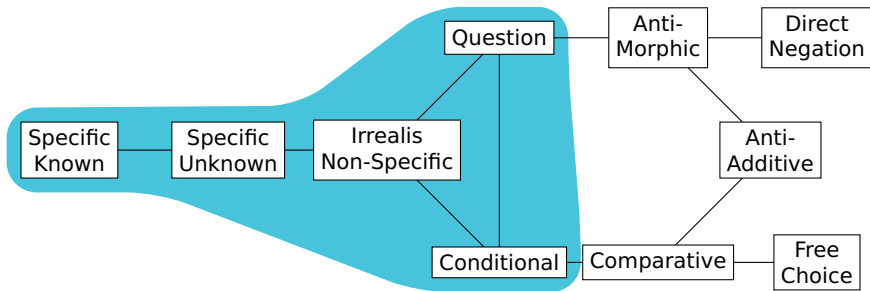 Question
Anti-
Morphic
Direct
Negation
Specific
Known
Specific
Unknown
Irrealis
Non-Specific
Anti-
Additive
Conditional
Comparative
Free
Choice